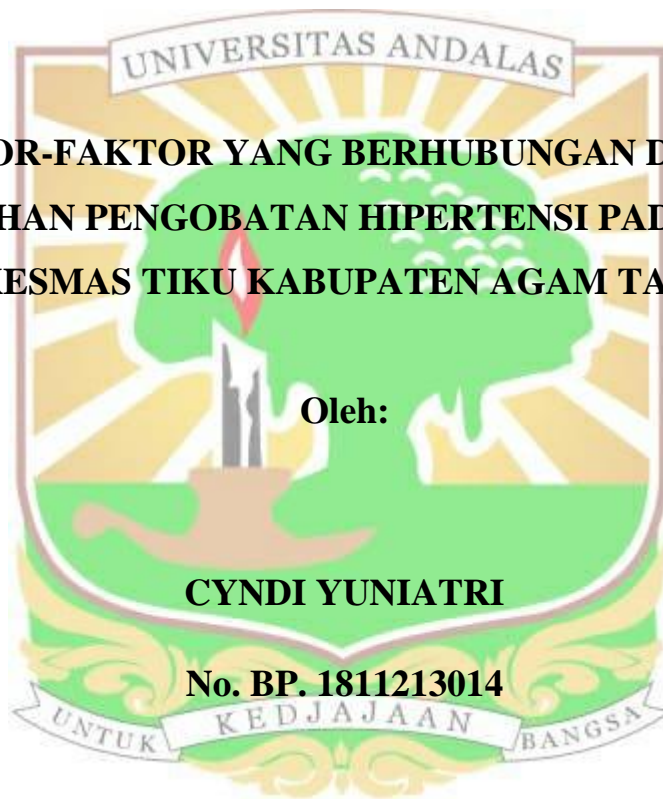 UNIVERSITAS ANDALAS
OR-FAKTOR YANG BERHUBUNGAN D
HAN PENGOBATAN HIPERTENSI PAD
KESMAS TIKU KABUPATEN AGAM TA
Oleh:
CYNDI YUNIATRI
No. BP. 1811213014
UNTUK KEDJAJAAN BANGSA